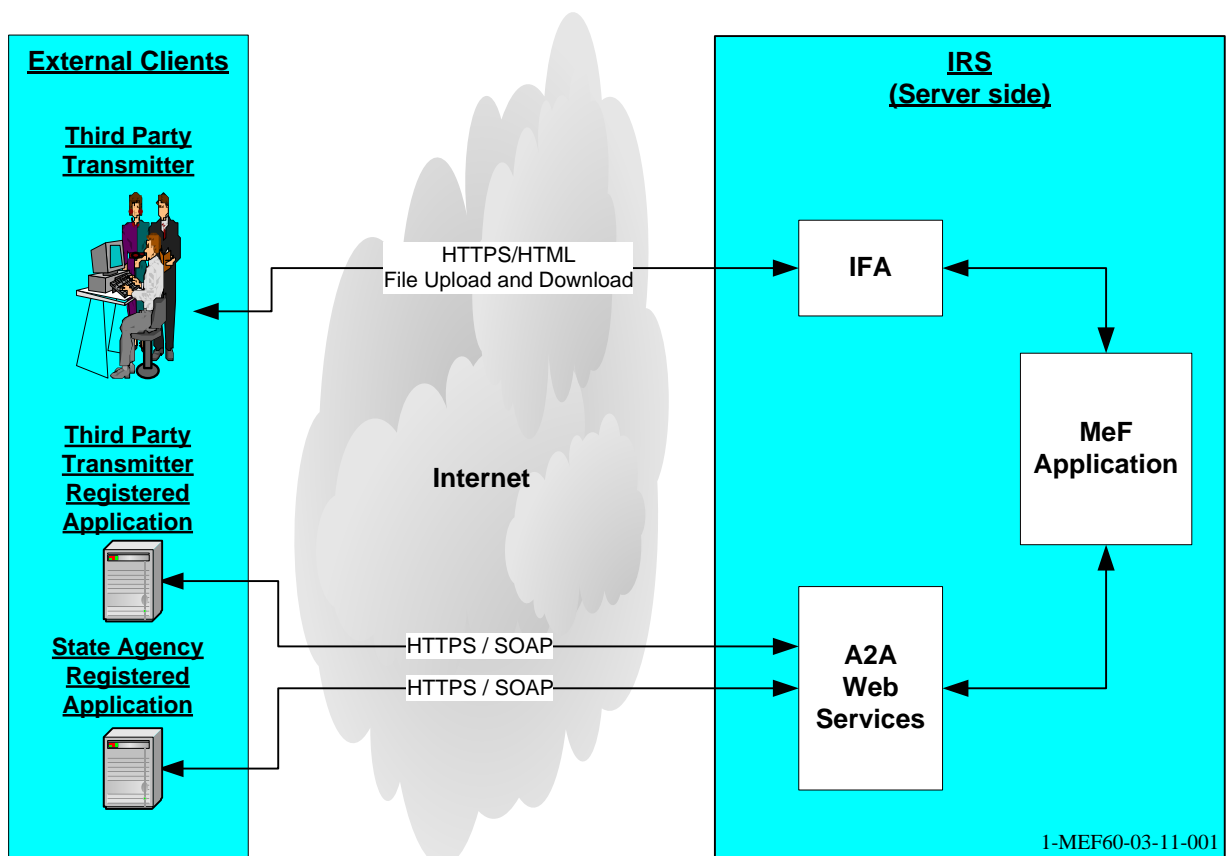 External Clients
Third Party
Transmitter
Third Party
Transmitter
Registered
Application
State Agency
Registered
Application
HTTPS/HTML
File Upload and Download
Internet
HTTPS / SOAP
HTTPS / SOAP
IRS
(Server side)
IFA
MeF
Application
A2A
Web
Services
1-MEF60-03-11-001